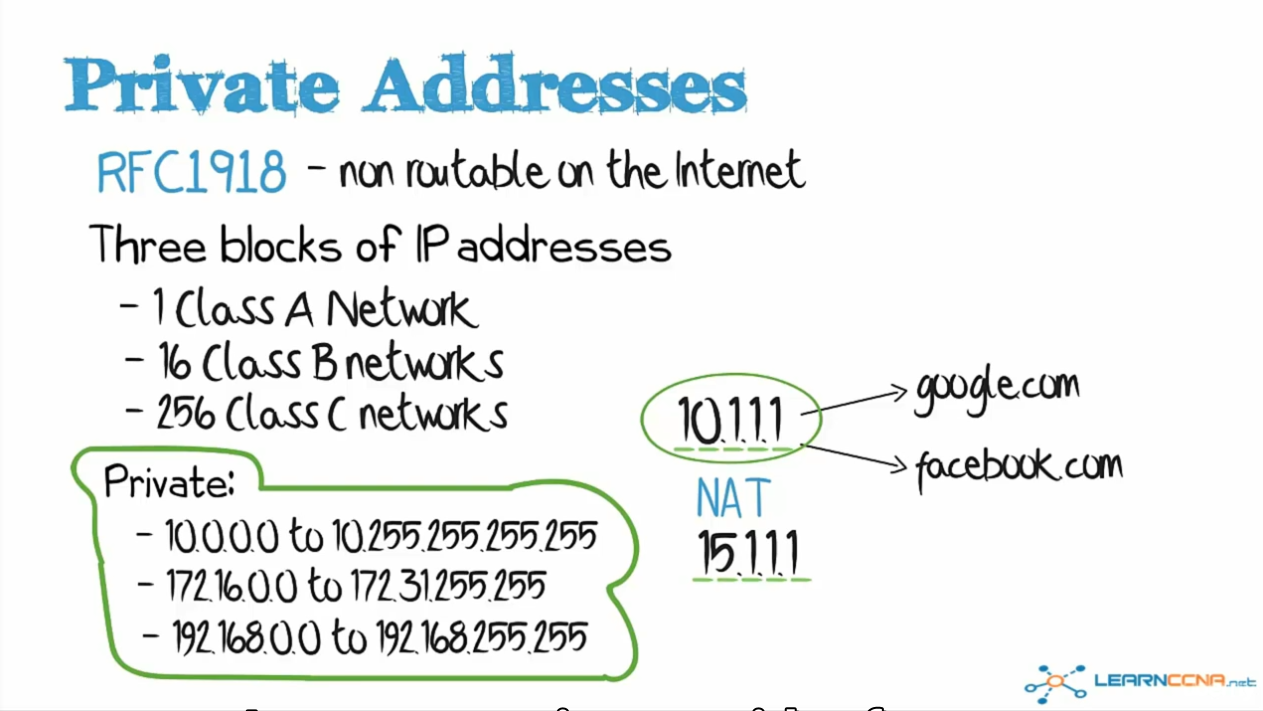 Private Addresses
RFC1918 - non routable on the Internet
Three blocks of IP addresses
- 1 Class A Network
- 16 Class B networks
- 256 Class C networks
Private:
- 10.0.0.0 to 10.255.255.255.255
- 172.16.0.0 to 172.31.255.255
- 192.168.0.0 to 192.168.255.255
10.1.1.1
google.com
facebook.com
NAT
15.1.1.1
LEARNCCNA.net